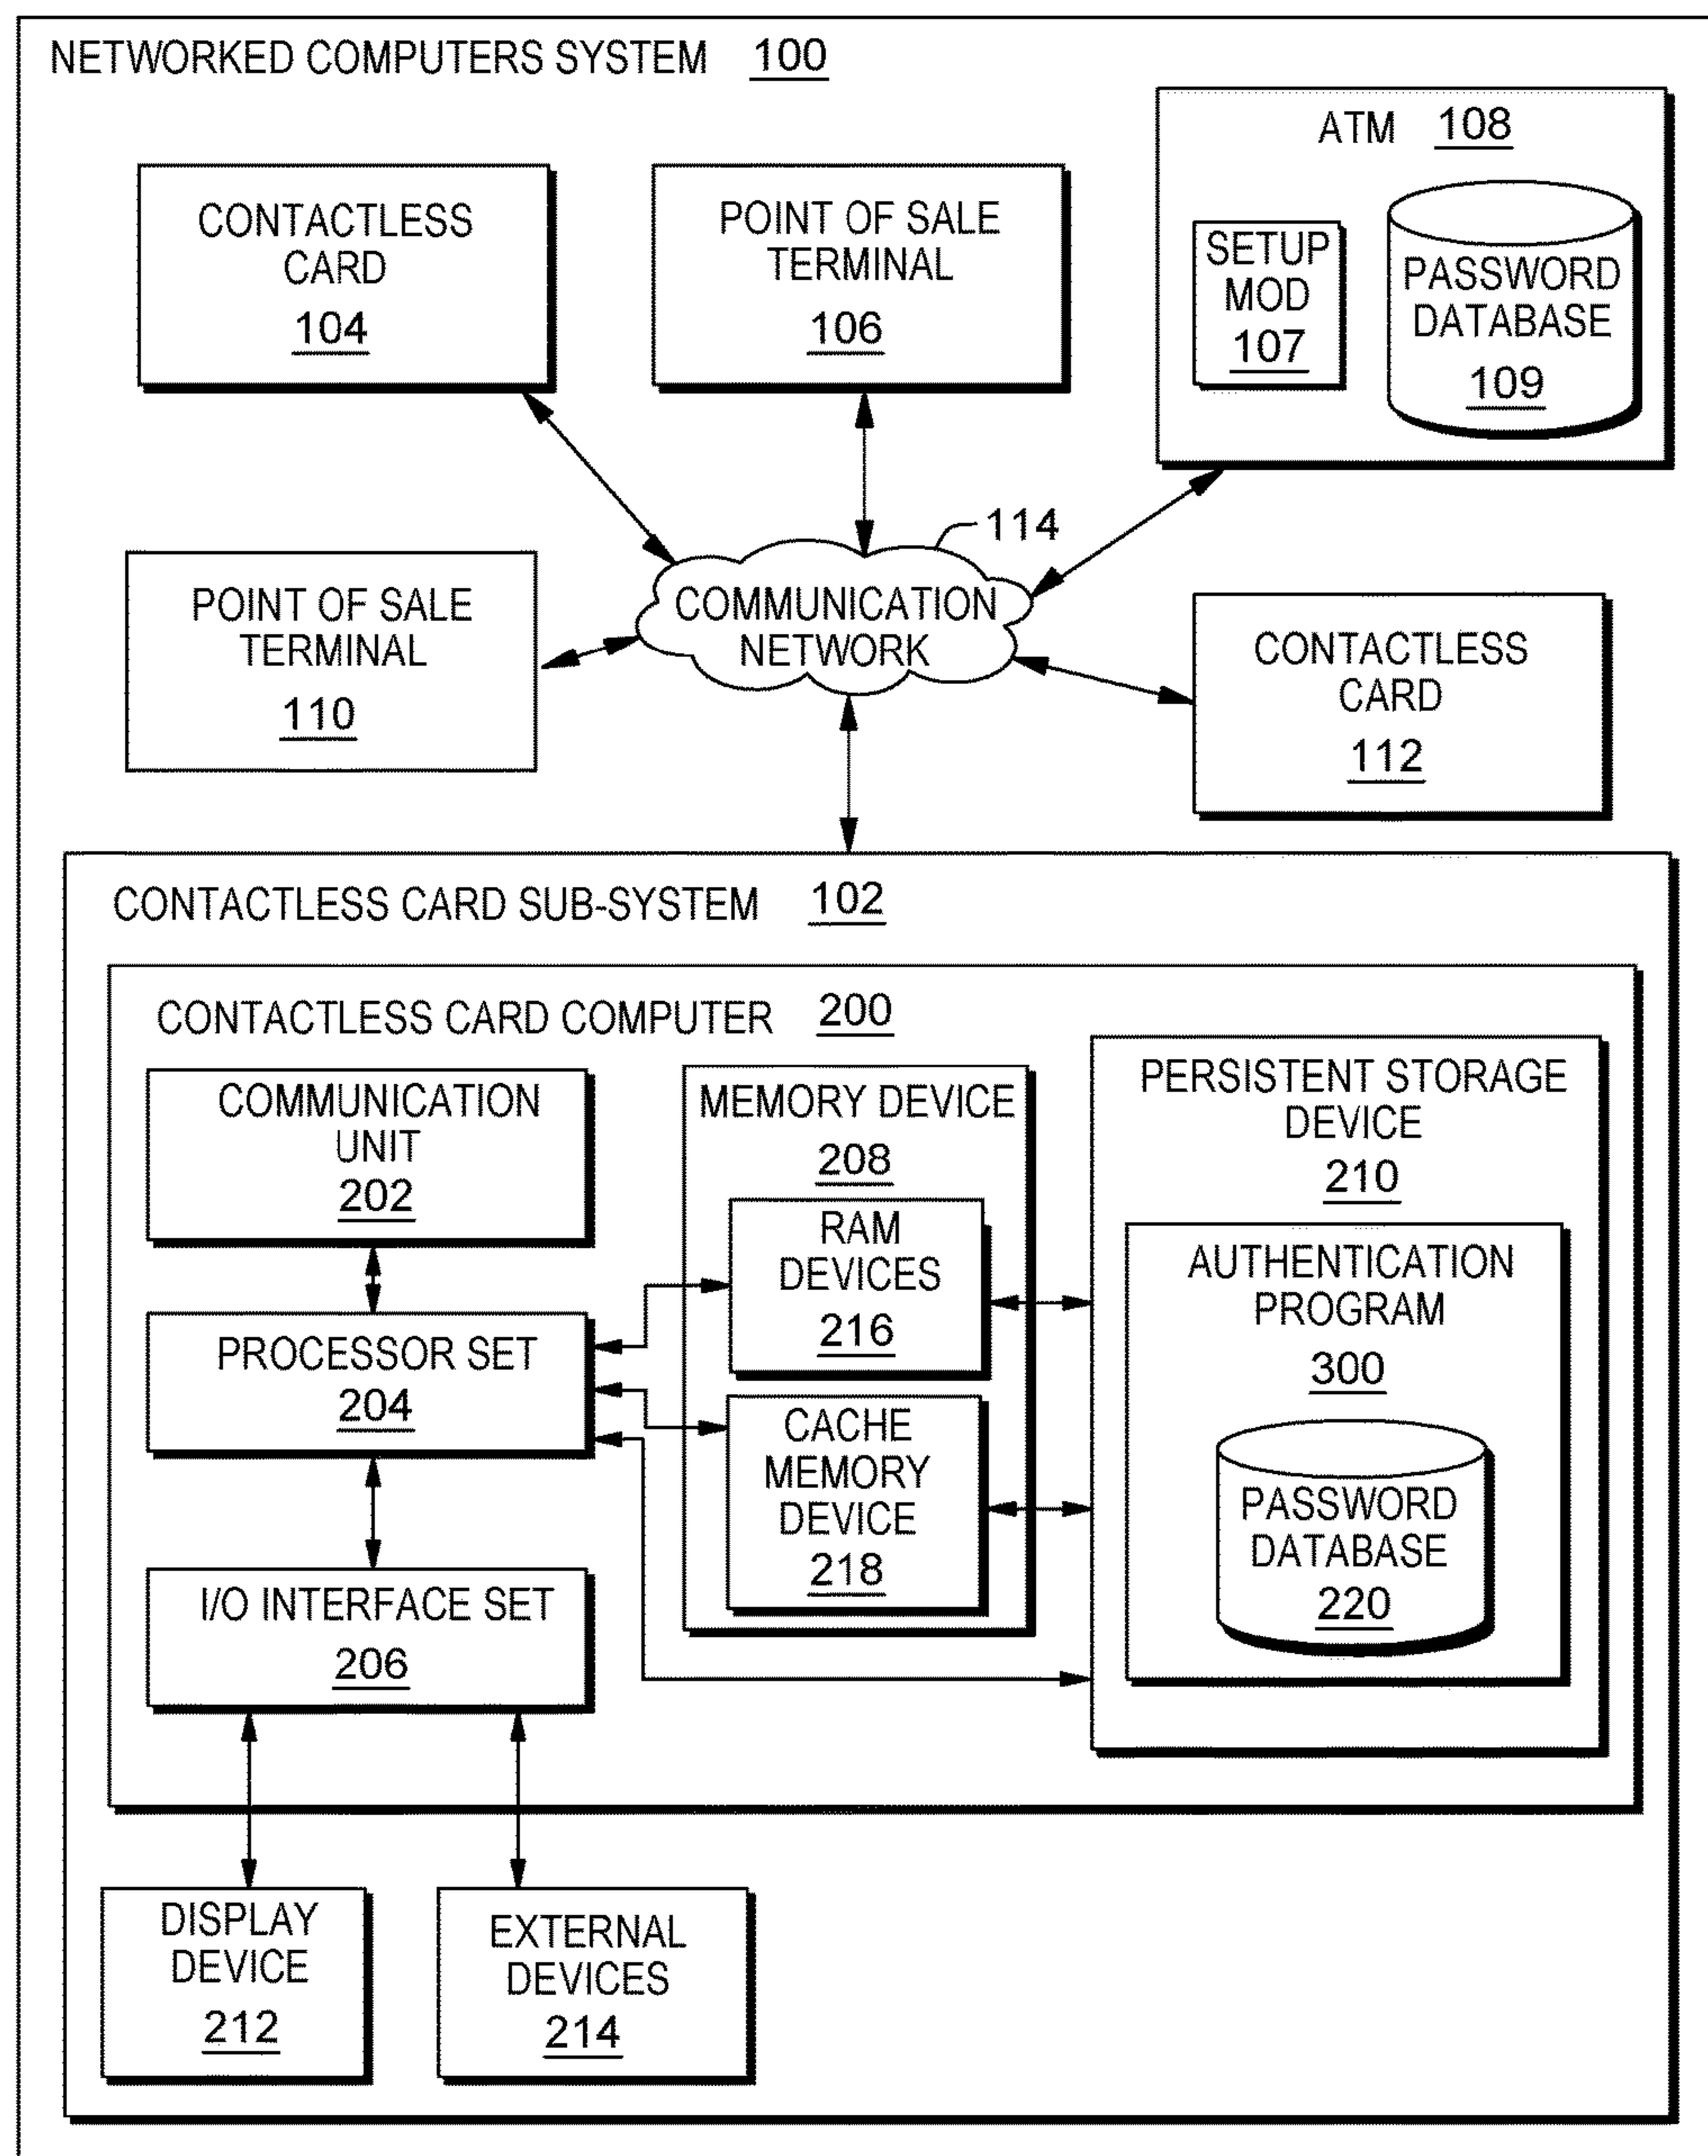 NETWORKED COMPUTERS SYSTEM 100
ATM 108
SETUP
MOD
107
PASSWORD
DATABASE
109
CONTACTLESS
CARD
104
POINT OF SALE
TERMINAL
106
114
COMMUNICATION
NETWORK
POINT OF SALE
TERMINAL
110
CONTACTLESS
CARD
112
CONTACTLESS CARD SUB-SYSTEM 102
CONTACTLESS CARD COMPUTER 200
COMMUNICATION
UNIT
202
PROCESSOR SET
204
I/O INTERFACE SET
206
MEMORY DEVICE
208
RAM
DEVICES
216
CACHE
MEMORY
DEVICE
218
PERSISTENT STORAGE
DEVICE
210
AUTHENTICATION
PROGRAM
300
PASSWORD
DATABASE
220
DISPLAY
DEVICE
212
EXTERNAL
DEVICES
214